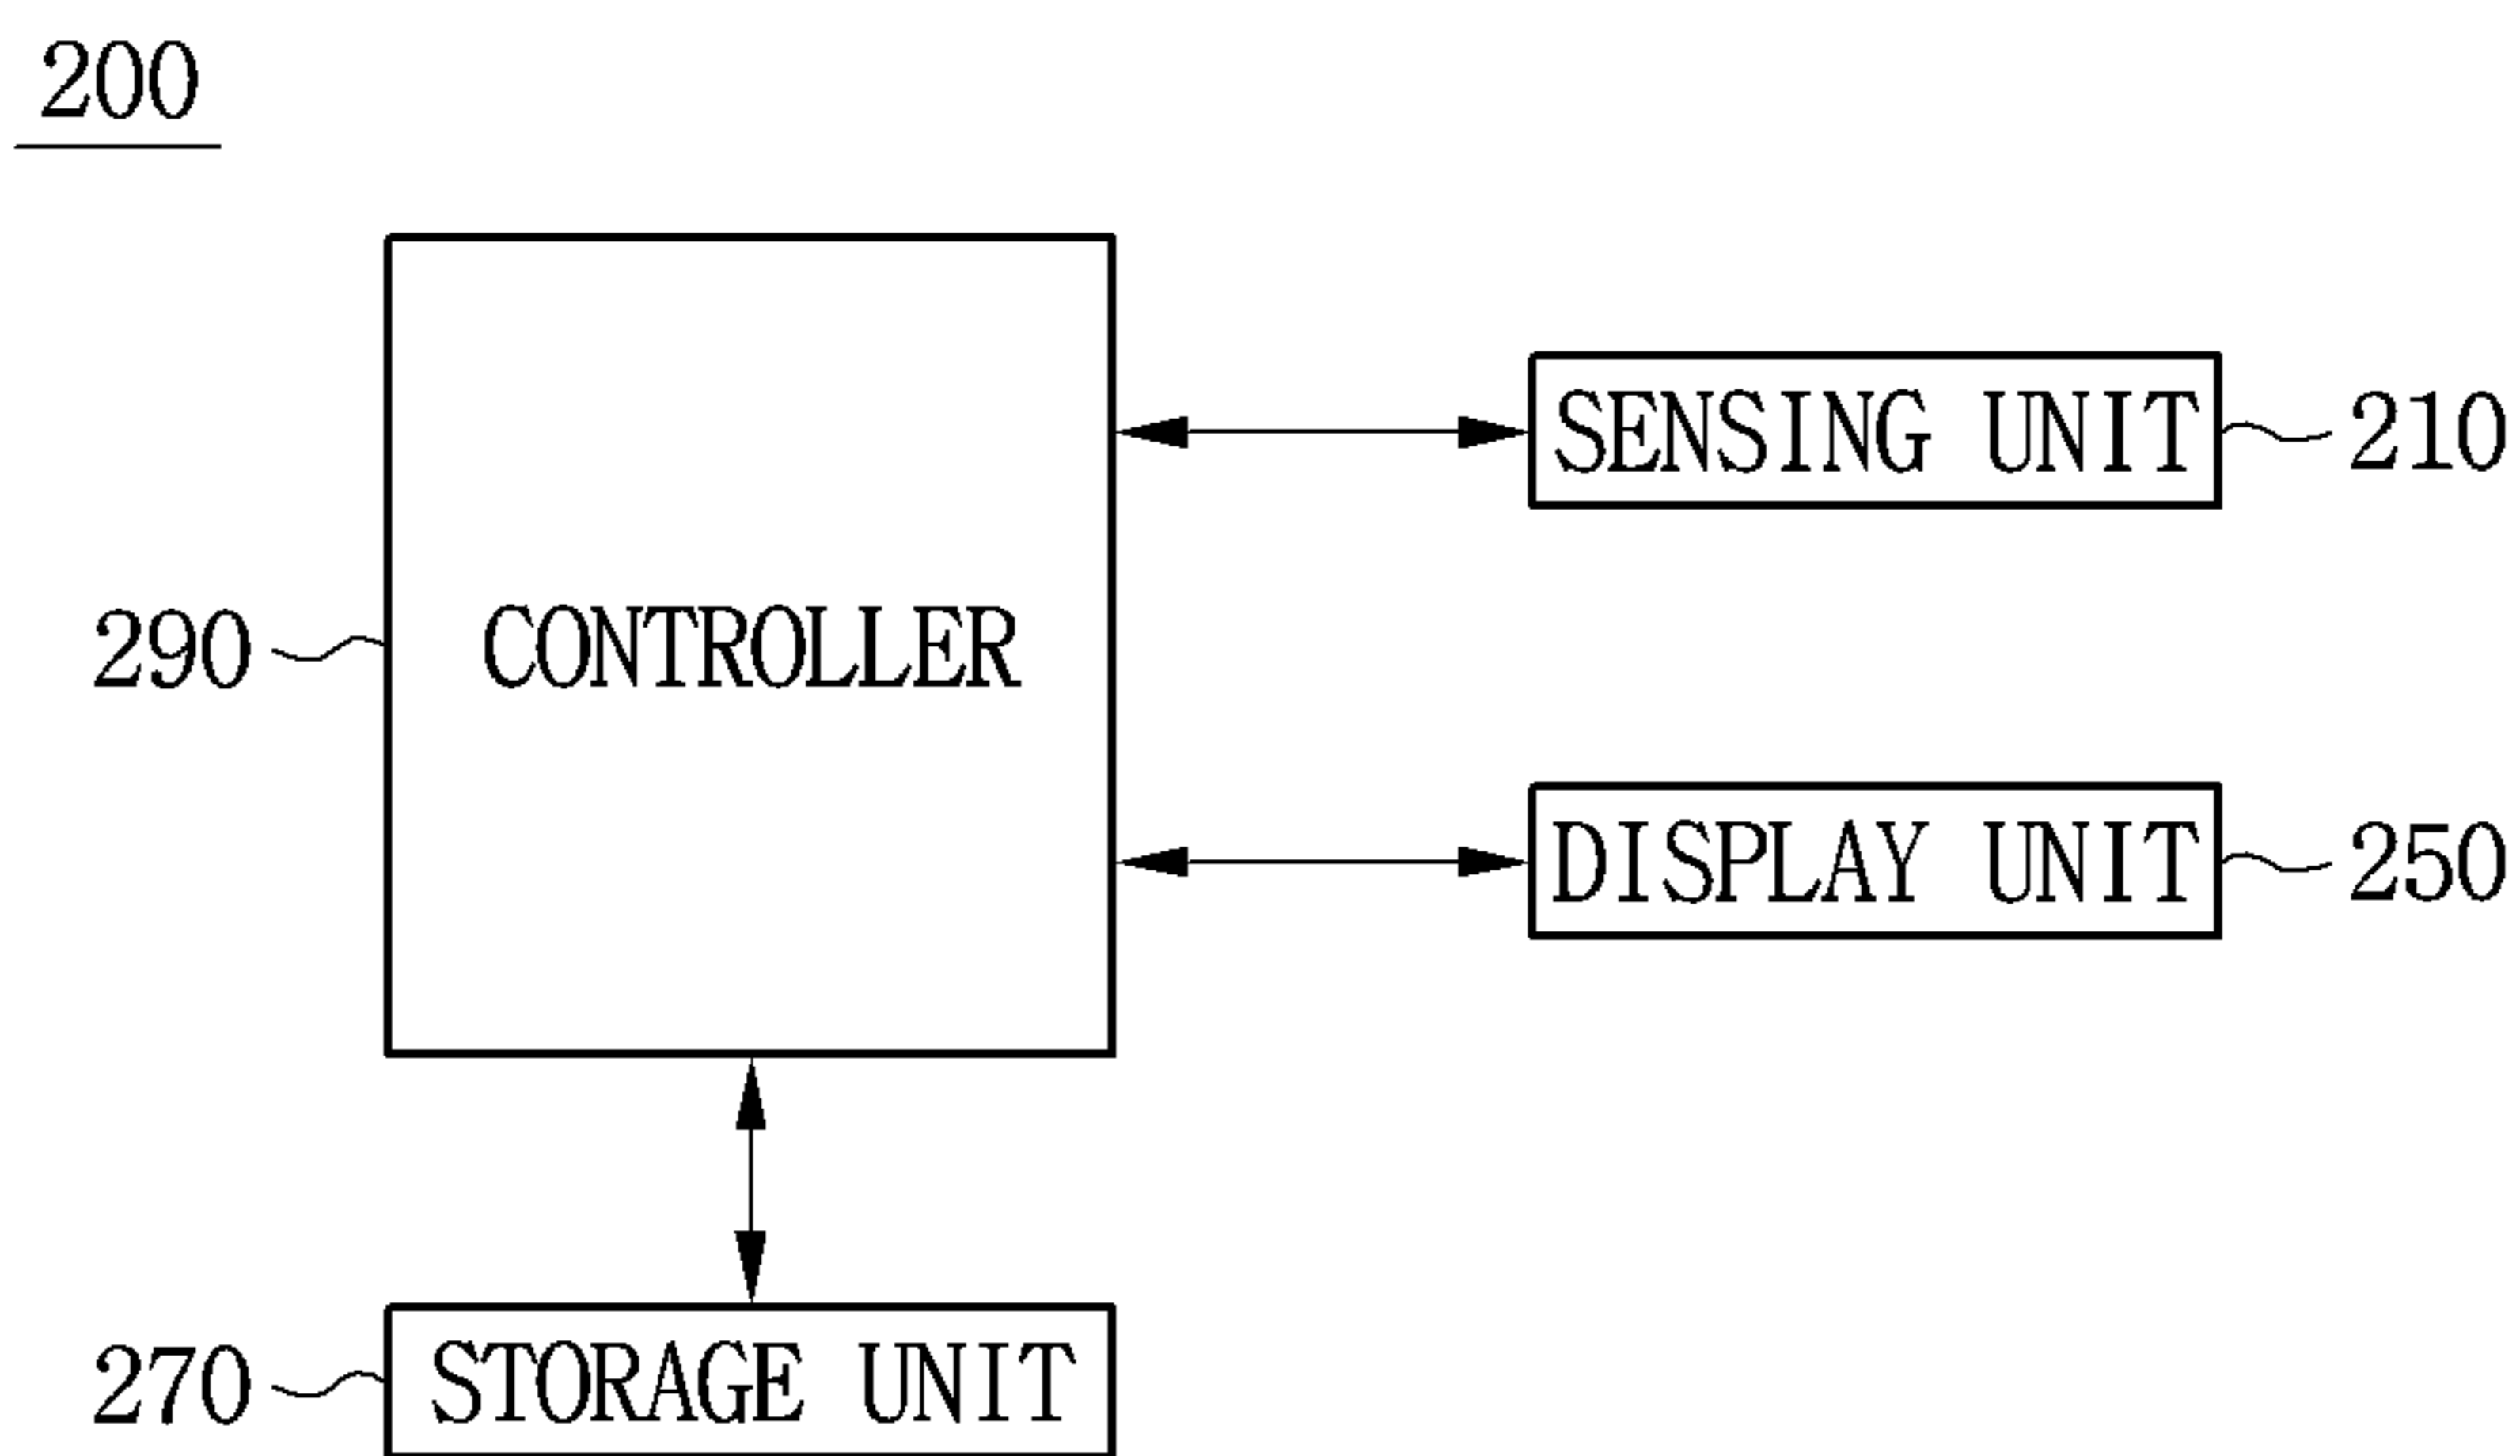 200
SENSING UNIT 210
290 CONTROLLER
DISPLAY UNIT 250
270 STORAGE UNIT